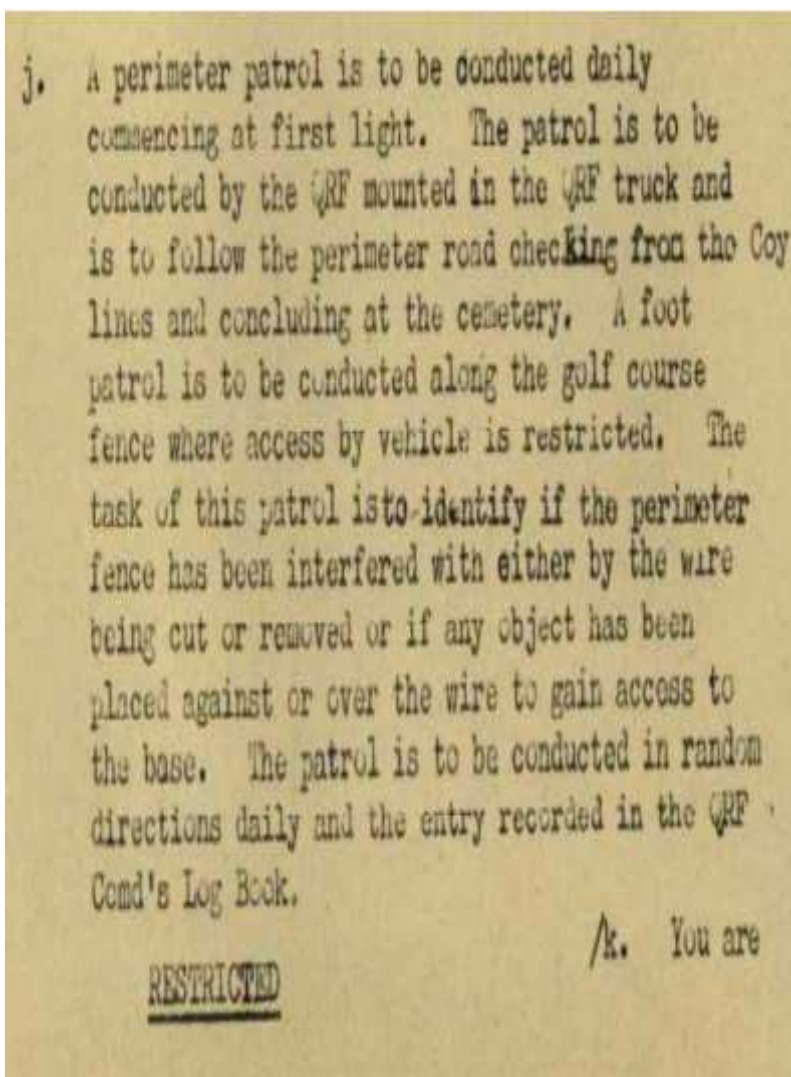 j. A perimeter patrol is to be conducted daily
commencing at first light. The patrol is to be
conducted by the QRF mounted in the QRF truck and
is to follow the perimeter road checking from the Coy
lines and concluding at the cemetery. A foot
patrol is to be conducted along the golf course
fence where access by vehicle is restricted. The
task of this patrol is to identify if the perimeter
fence has been interfered with either by the wire
being cut or removed or if any object has been
placed against or over the wire to gain access to
the base. The patrol is to be conducted in random
directions daily and the entry recorded in the QRF
Comd's Log Book.
/k. You are
RESTRICTED